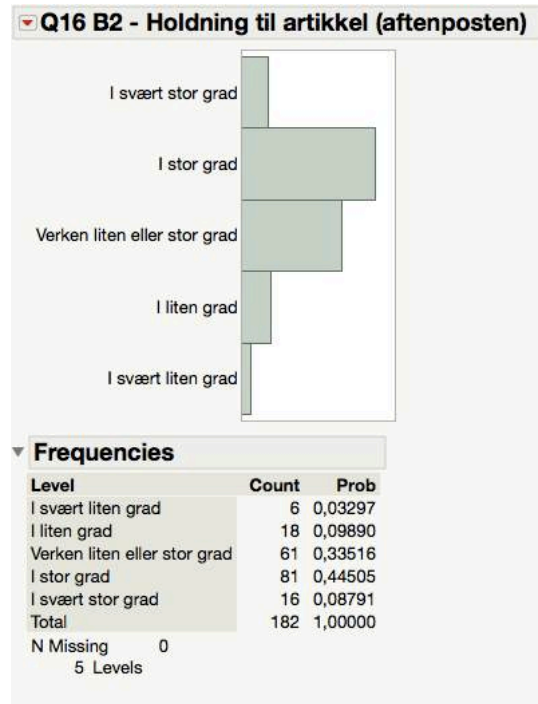 Q16 B2 - Holdning til artikkel (aftenposten)
I svært stor grad
I stor grad
Verken liten eller stor grad
I liten grad
I svært liten grad
Frequencies
Level Count Prob
I svært liten grad 6 0,03297
I liten grad 18 0,09890
Verken liten eller stor grad 61 0,33516
I stor grad 81 0,44505
I svært stor grad 16 0,08791
Total 182 1,00000
N Missing 0
5 Levels